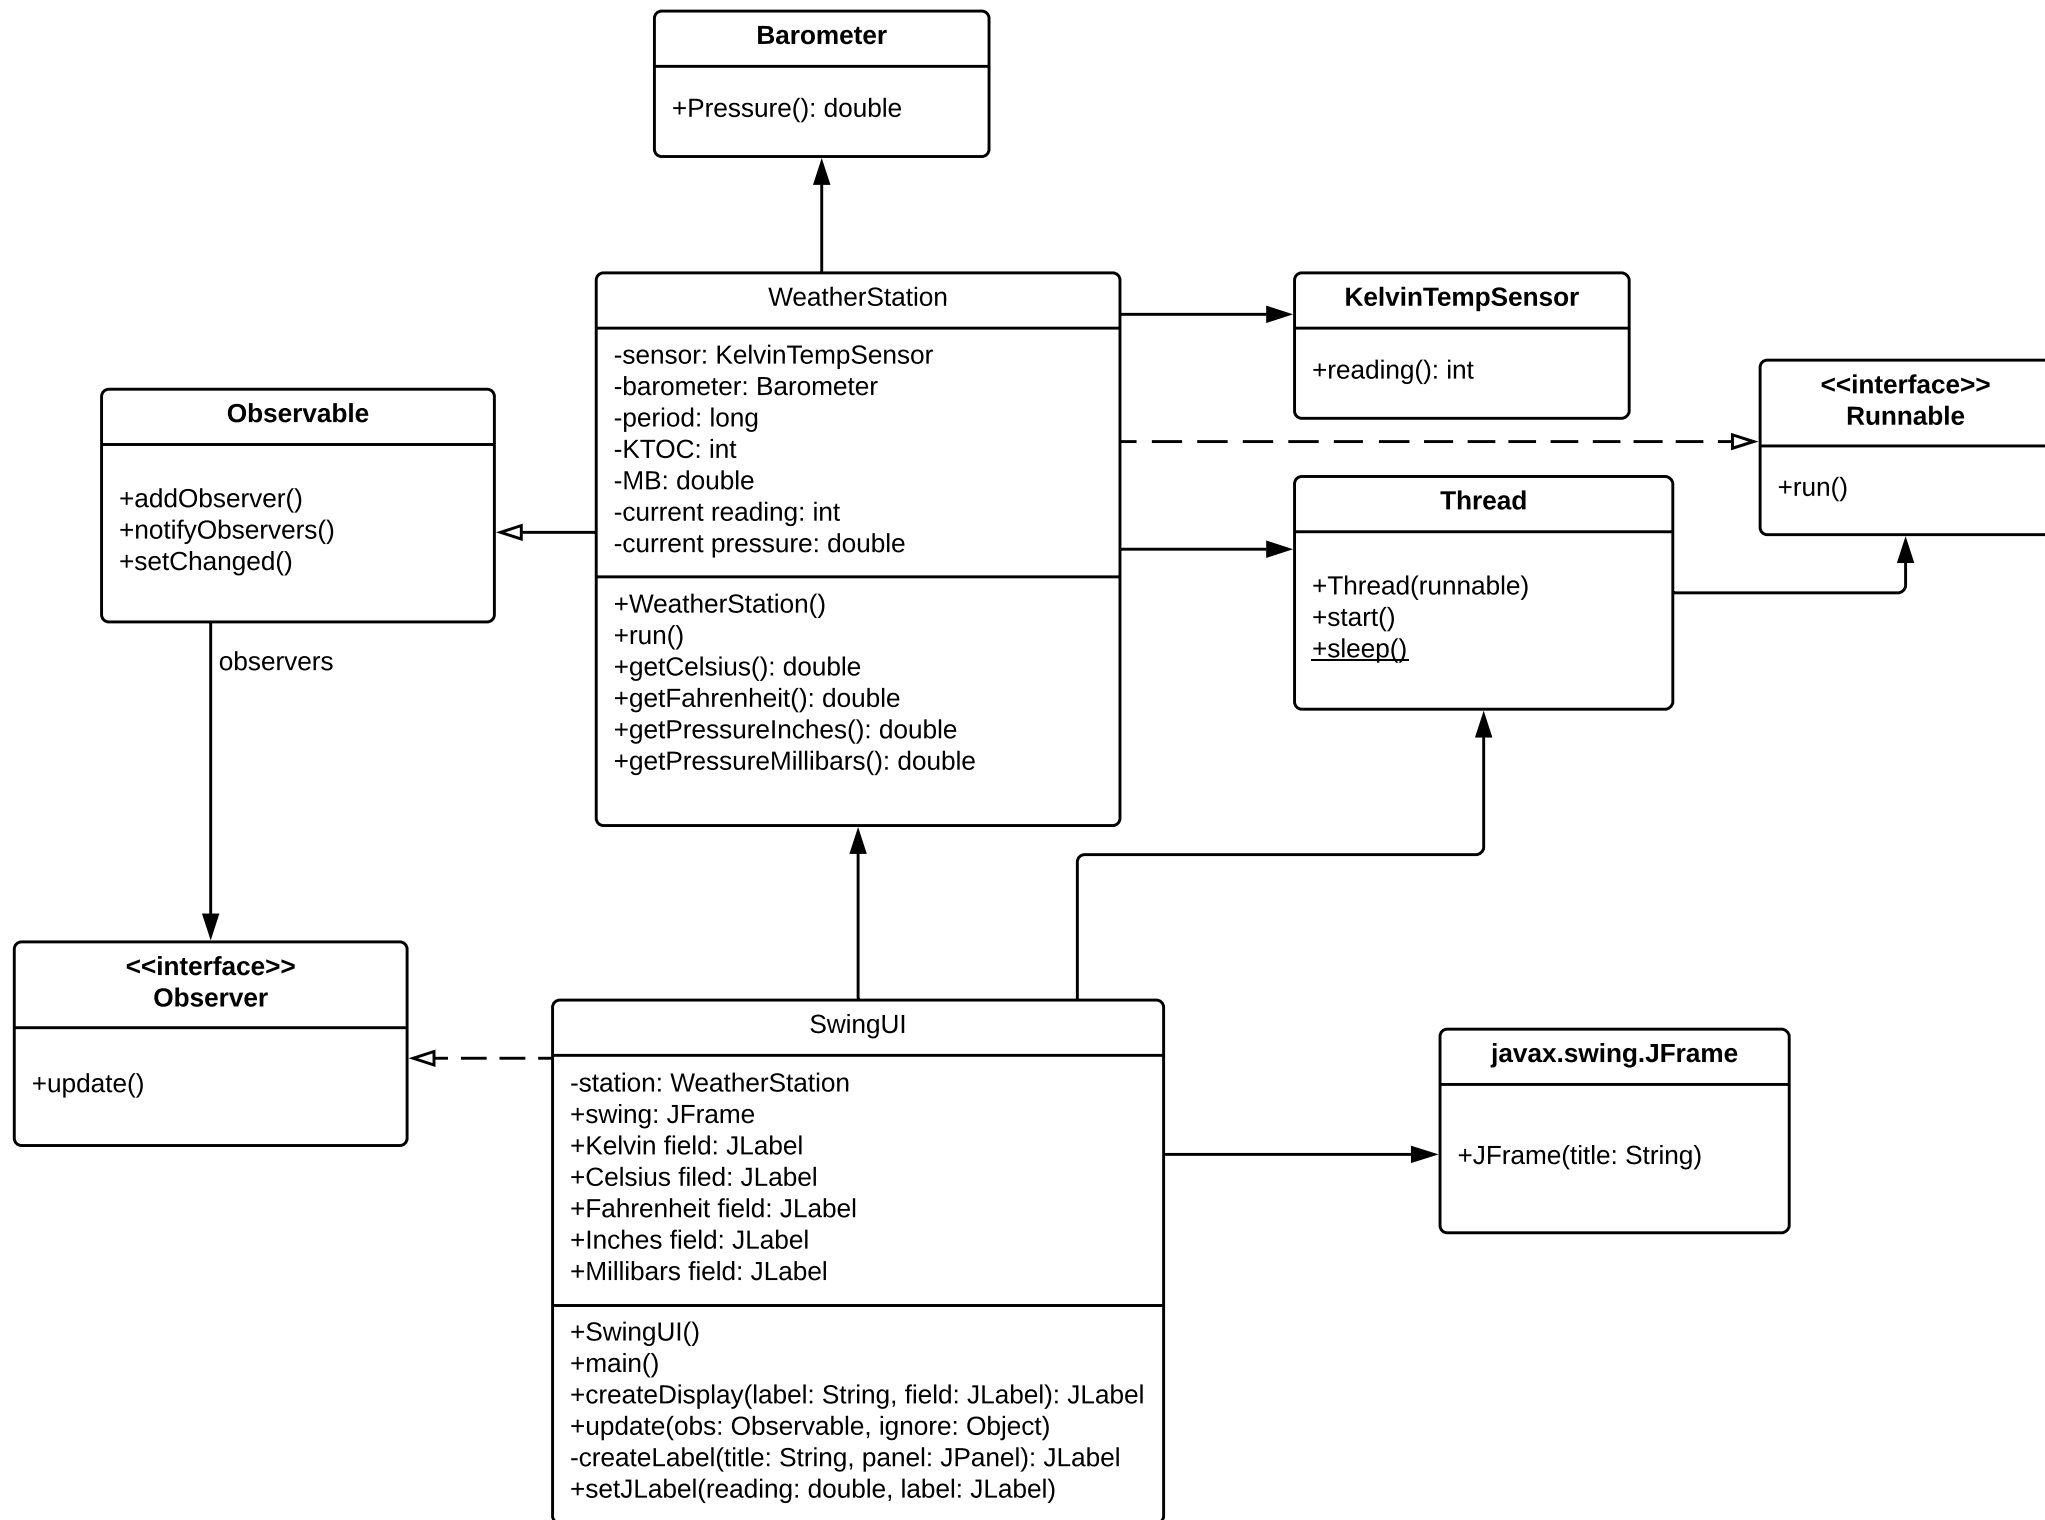 Barometer
+Pressure(): double
WeatherStation
-sensor: KelvinTempSensor
-barometer: Barometer
-period: long
-KTOC: int
-MB: double
-current reading: int
-current pressure: double
+WeatherStation()
+run()
+getCelsius(): double
+getFahrenheit(): double
+getPressureInches(): double
+getPressureMillibars(): double
KelvinTempSensor
+reading(): int
<<interface>>
Runnable
+run()
Observable
+addObserver()
+notifyObservers()
+setChanged()
Thread
+Thread(runnable)
+start()
+sleep()
observers
<<interface>>
Observer
+update()
SwingUI
-station: WeatherStation
+swing: JFrame
+Kelvin field: JLabel
+Celsius filed: JLabel
+Fahrenheit field: JLabel
+Inches field: JLabel
+Millibars field: JLabel
+SwingUI()
+main()
+createDisplay(label: String, field: JLabel): JLabel
+update(obs: Observable, ignore: Object)
-createLabel(title: String, panel: JPanel): JLabel
+setJLabel(reading: double, label: JLabel)
javax.swing.JFrame
+JFrame(title: String)